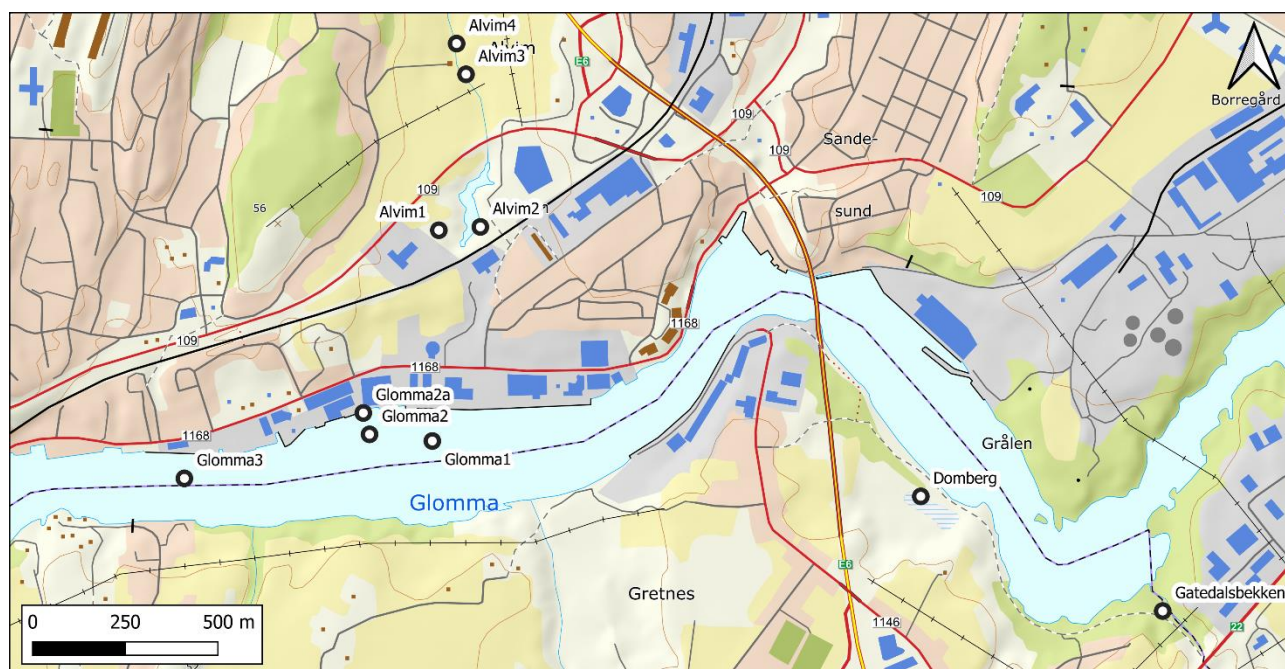 Alvim4
Alvim
Alvim3
E6
Borregård
109
109
Sande-
109
56
109
Alvim1
Alvim2
sund
109
1168
1168
Glomma2a
Glomma2
Glomma1
1168
Glomma3
Glomma
Grålen
Domberg
E6
Gretnes
Gatedalsbekken
1146
22
0 250 500 m
52